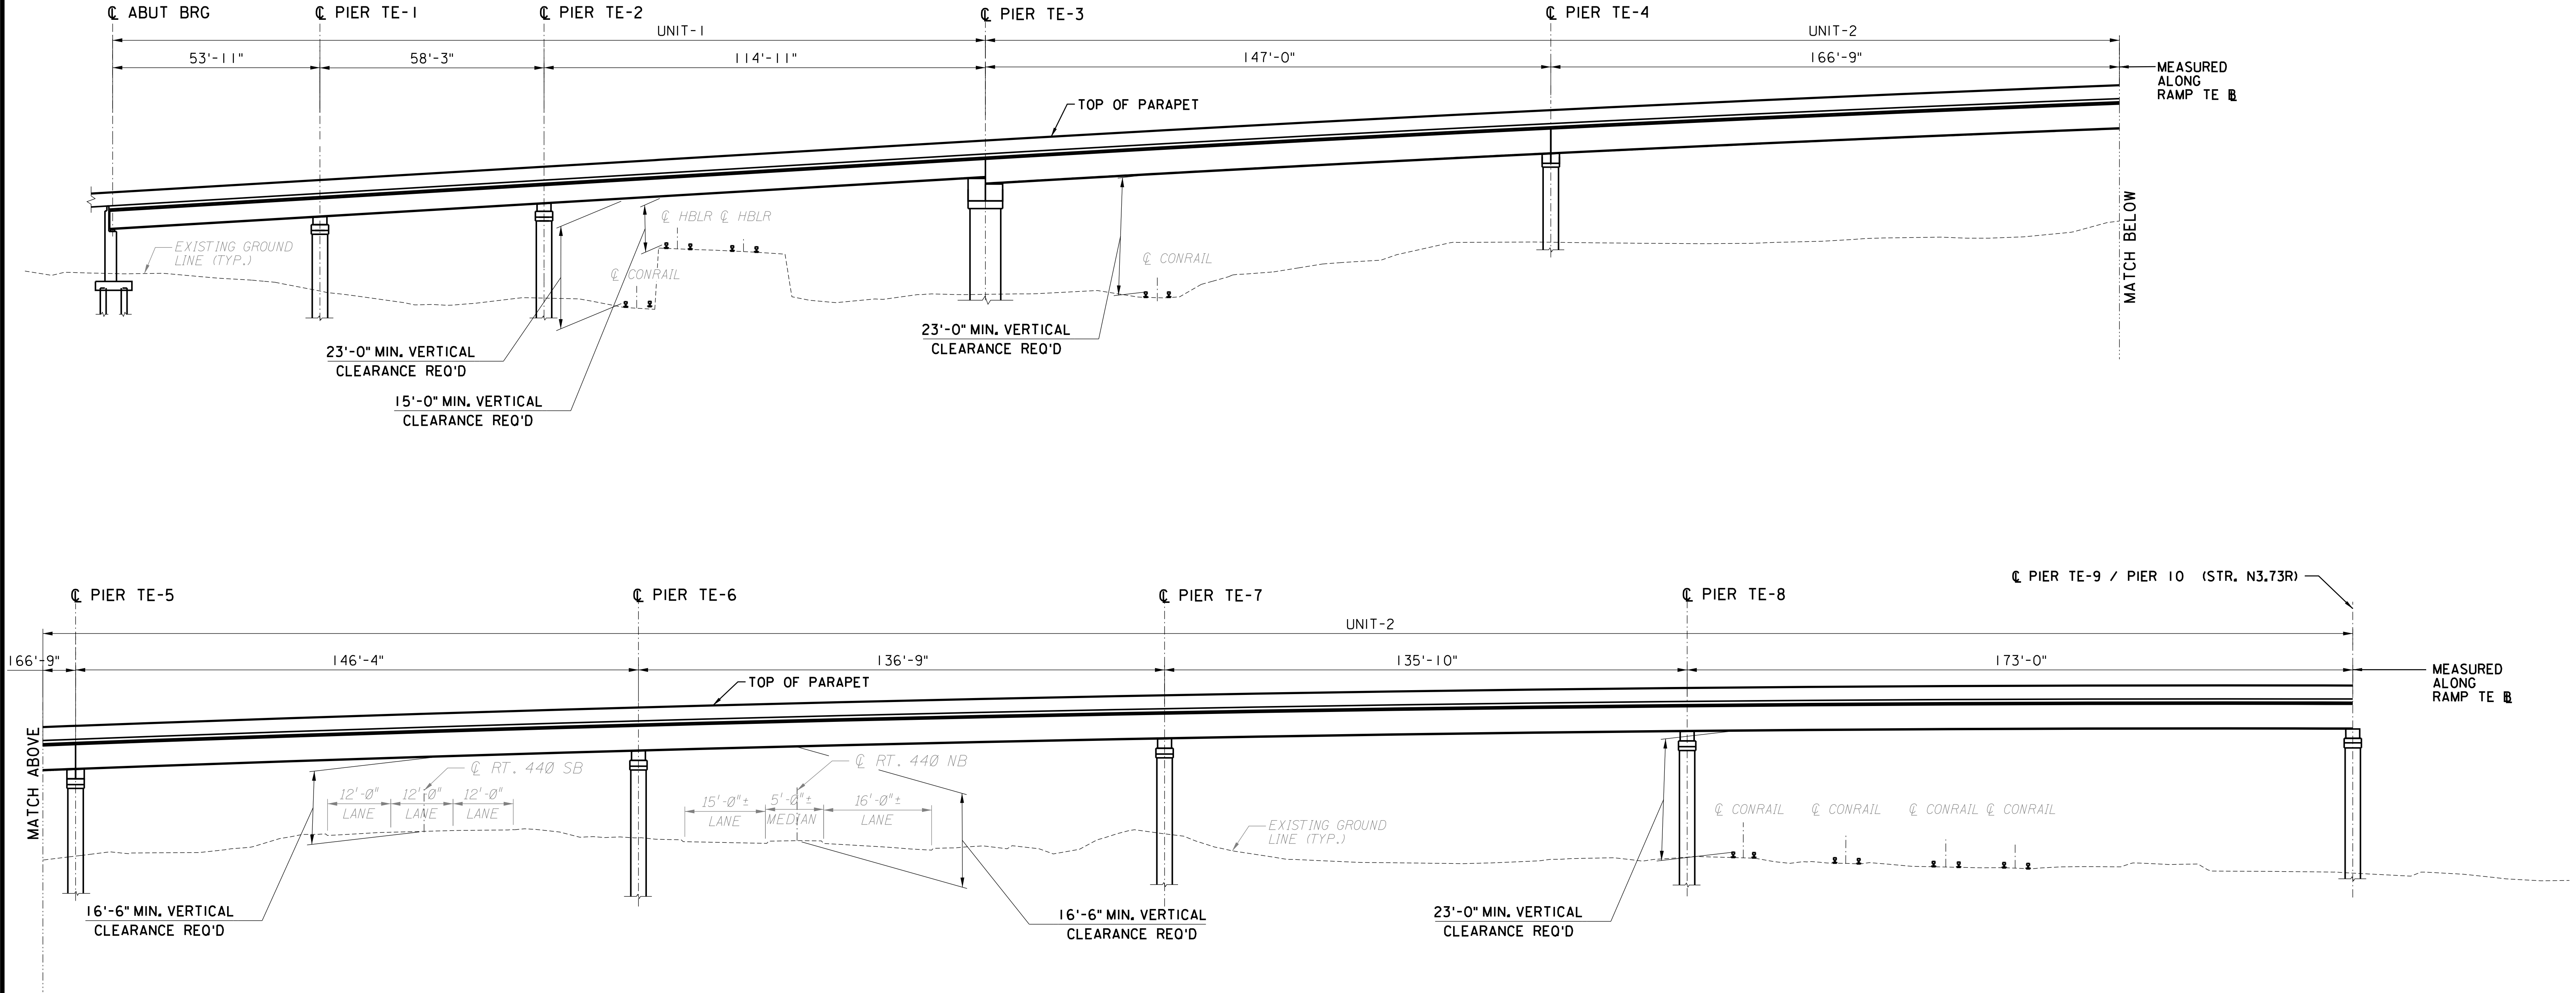 ℄ ABUT BRG
℄ PIER TE-1
℄ PIER TE-2
℄ PIER TE-3
℄ PIER TE-4
UNIT-1
UNIT-2
53'-11"
58'-3"
114'-11"
147'-0"
166'-9"
MEASURED
ALONG
RAMP TE BL
TOP OF PARAPET
MATCH BELOW
EXISTING GROUND
LINE (TYP.)
℄ HBLR ℄ HBLR
℄ CONRAIL
℄ CONRAIL
23'-0" MIN. VERTICAL
CLEARANCE REQ'D
15'-0" MIN. VERTICAL
CLEARANCE REQ'D
23'-0" MIN. VERTICAL
CLEARANCE REQ'D
℄ PIER TE-5
℄ PIER TE-6
℄ PIER TE-7
℄ PIER TE-8
℄ PIER TE-9 / PIER 10 (STR. N3.73R)
UNIT-2
166'-9"
146'-4"
136'-9"
135'-10"
173'-0"
MEASURED
ALONG
RAMP TE BL
TOP OF PARAPET
MATCH ABOVE
℄ RT. 440 SB
12'-0"
LANE
12'-0"
LANE
12'-0"
LANE
℄ RT. 440 NB
15'-0"±
LANE
5'-0"±
MEDIAN
16'-0"±
LANE
EXISTING GROUND
LINE (TYP.)
℄ CONRAIL
℄ CONRAIL
℄ CONRAIL
℄ CONRAIL
16'-6" MIN. VERTICAL
CLEARANCE REQ'D
16'-6" MIN. VERTICAL
CLEARANCE REQ'D
23'-0" MIN. VERTICAL
CLEARANCE REQ'D